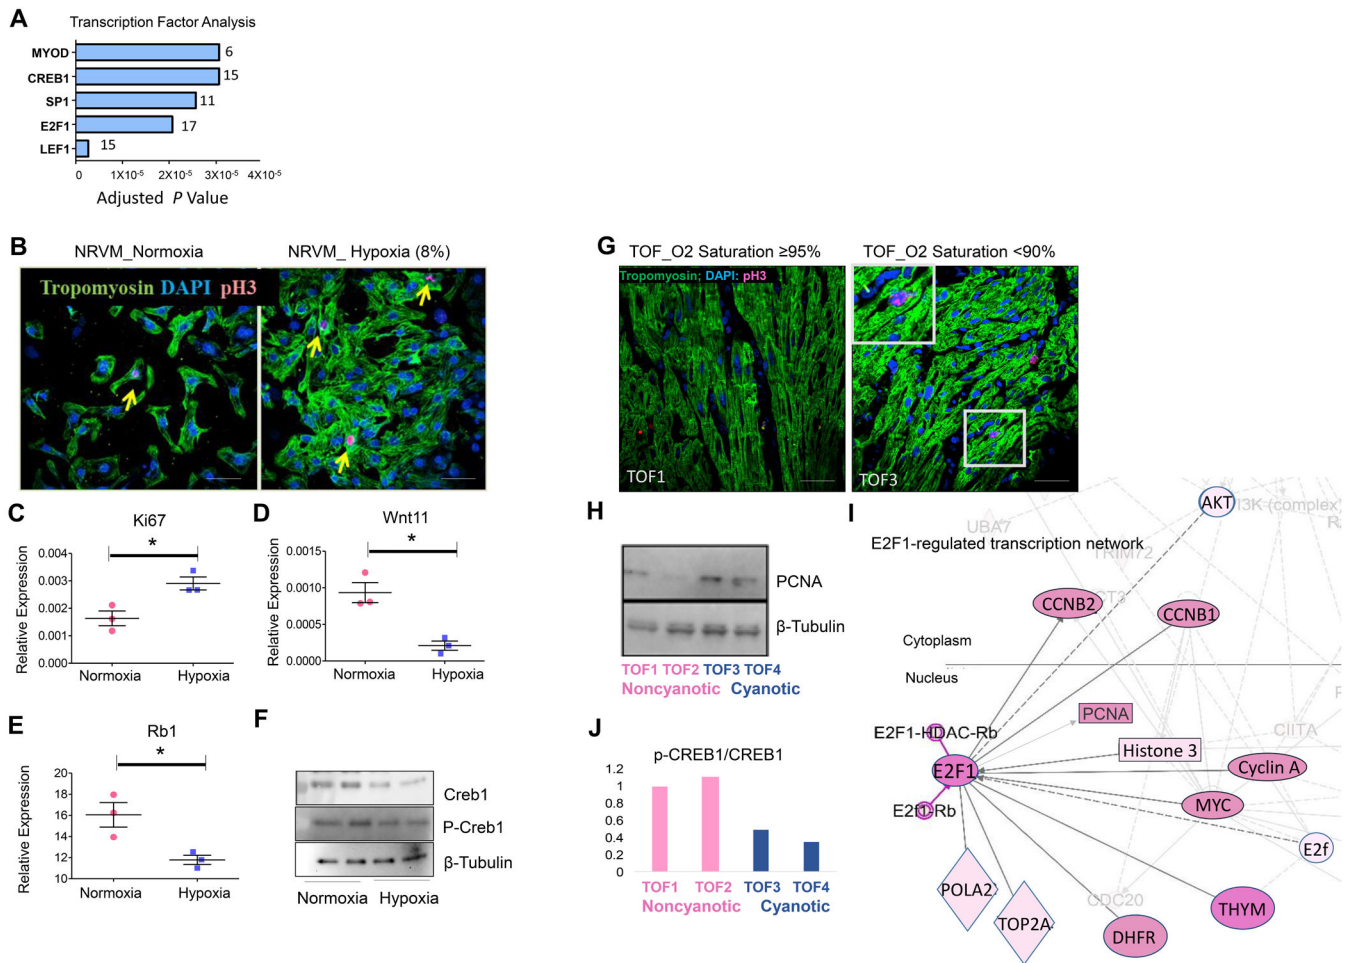 A
Transcription Factor Analysis
MYOD
6
CREB1
15
SP1
11
E2F1
17
LEF1
15
0 1X10-5 2X10-5 3X10-5 4X10-5
Adjusted P Value
B
NRVM_Normoxia
NRVM_ Hypoxia (8%)
Tropomyosin DAPI pH3
C
Ki67
*
Relative Expression
0.004
0.003
0.002
0.001
0.000
Normoxia Hypoxia
D
Wnt11
*
Relative Expression
0.0015
0.0010
0.0005
0.0000
Normoxia Hypoxia
E
Rb1
*
Relative Expression
20
18
16
14
12
10
Normoxia Hypoxia
F
Creb1
P-Creb1
β-Tubulin
Normoxia Hypoxia
G
TOF_O2 Saturation ≥95%
TOF_O2 Saturation <90%
Tropomyosin: DAPI: pH3
TOF1
TOF3
H
PCNA
β-Tubulin
TOF1 TOF2 TOF3 TOF4
Noncyanotic Cyanotic
I
E2F1-regulated transcription network
AKT
I3K (complex)
UBA7
TRIM72
CT3
CCNB2
CCNB1
Cytoplasm
Nucleus
PCNA
E2F1-HDAC-Rb
Histone 3
CIITA
E2F1
Cyclin A
E2f1-Rb
MYC
E2f
POLA2
CDC20
TOP2A
THYM
DHFR
J
p-CREB1/CREB1
1.2
1
0.8
0.6
0.4
0.2
0
TOF1 TOF2 TOF3 TOF4
Noncyanotic Cyanotic